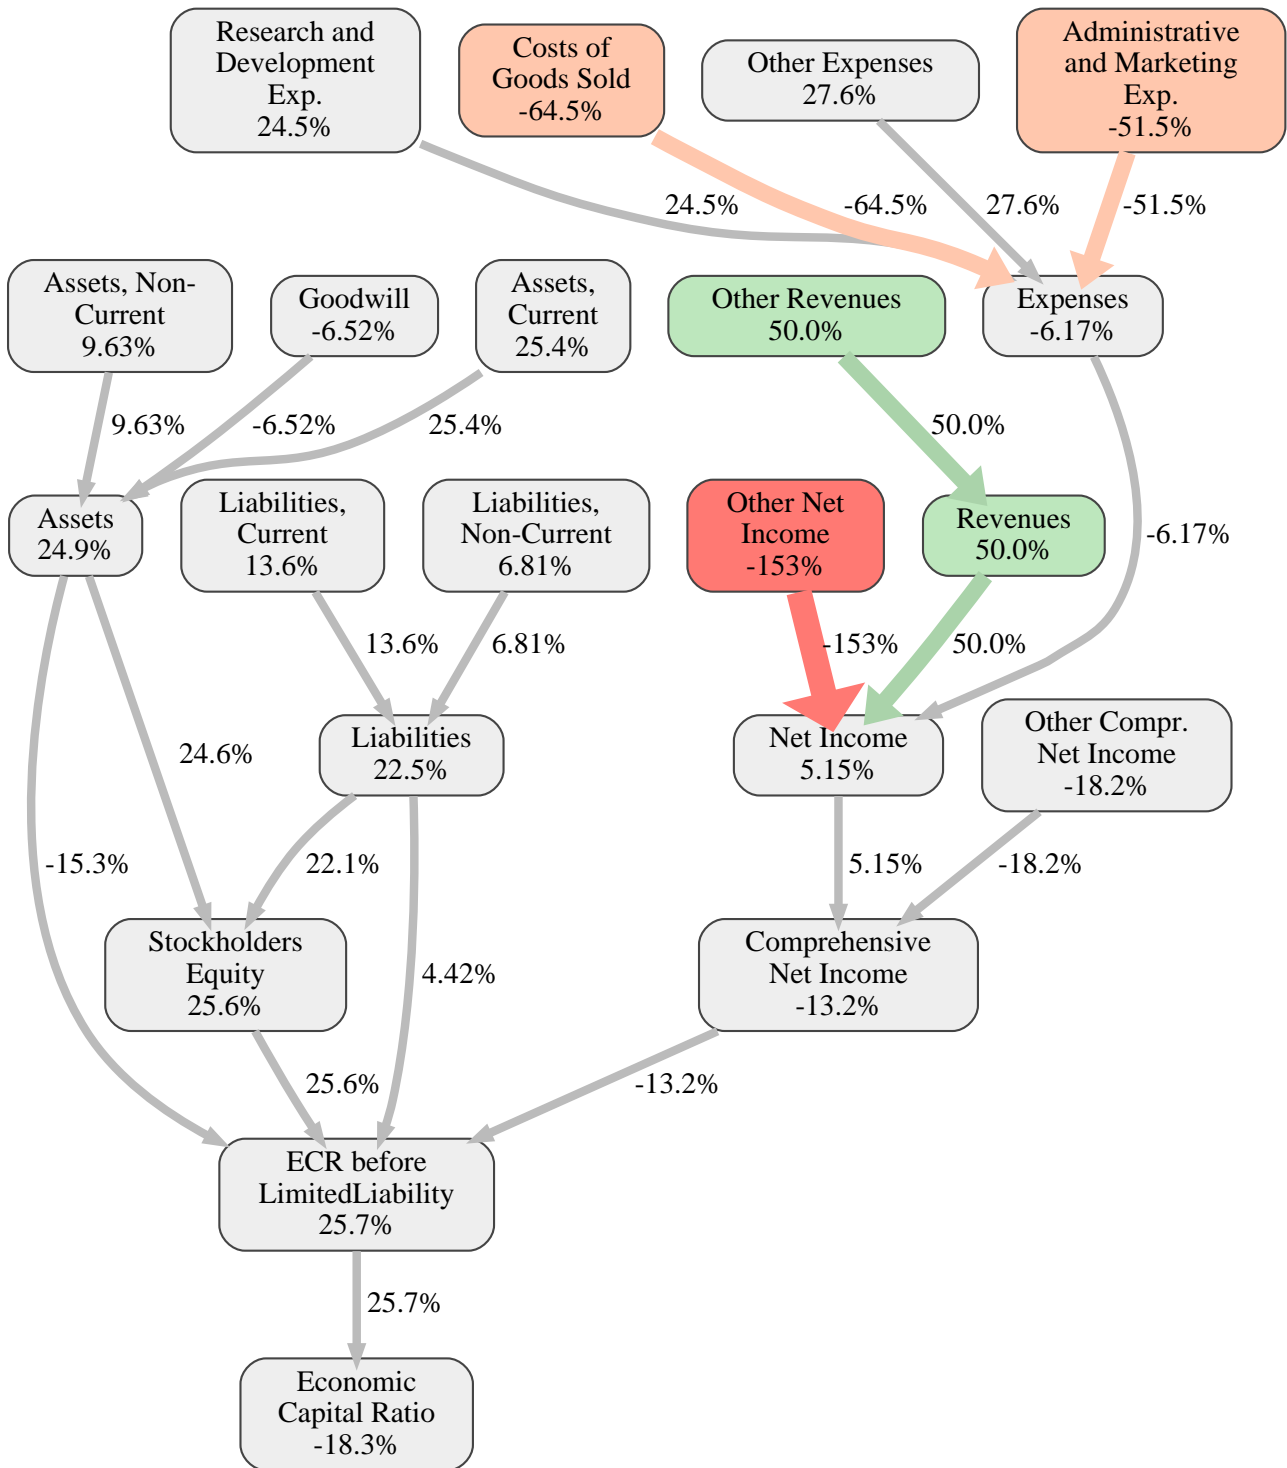 Research and
Development
Exp.
24.5%
Costs of
Goods Sold
-64.5%
Other Expenses
27.6%
Administrative
and Marketing
Exp.
-51.5%
24.5%
-64.5%
27.6%
-51.5%
Assets, Non-
Current
9.63%
Goodwill
-6.52%
Assets,
Current
25.4%
Other Revenues
50.0%
Expenses
-6.17%
9.63%
-6.52%
25.4%
50.0%
Assets
24.9%
Liabilities,
Current
13.6%
Liabilities,
Non-Current
6.81%
Other Net
Income
-153%
Revenues
50.0%
-6.17%
13.6%
6.81%
-153%
50.0%
24.6%
Liabilities
22.5%
Net Income
5.15%
Other Compr.
Net Income
-18.2%
-15.3%
22.1%
5.15%
-18.2%
Stockholders
Equity
25.6%
4.42%
Comprehensive
Net Income
-13.2%
25.6%
-13.2%
ECR before
LimitedLiability
25.7%
25.7%
Economic
Capital Ratio
-18.3%